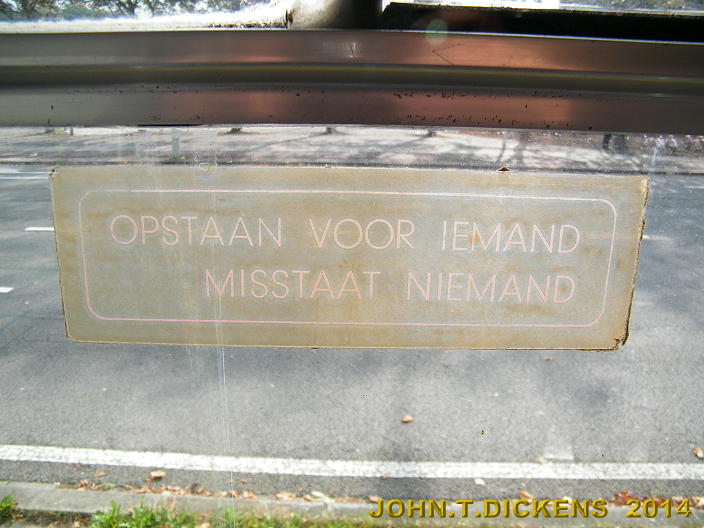 OPSTAAN VOOR IEMAND
MISSTAAT NIEMAND
JOHN.T.DICKENS 2014